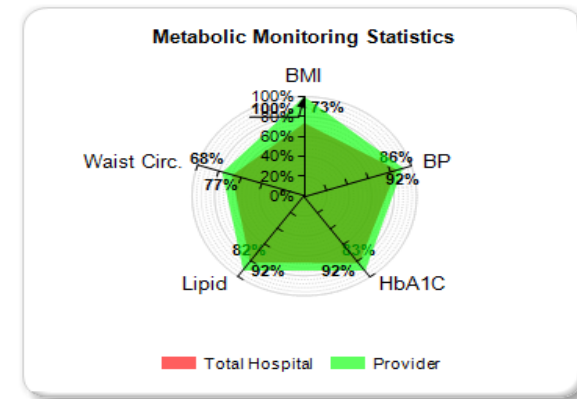 Metabolic Monitoring Statistics
BMI
100%
100%
73%
80%
60%
40%
20%
0%
86%
BP
92%
68%
Waist Circ.
77%
82%
83%
92%
92%
Lipid
HbA1C
Total Hospital
Provider